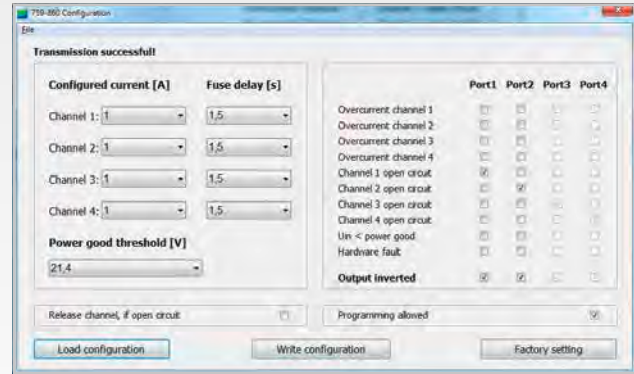 759-860 Configuration
File
Transmission successful!
Configured current [A] Fuse delay [s]
Channel 1: 1 1,5
Channel 2: 1 1,5
Channel 3: 1 1,5
Channel 4: 1 1,5
Power good threshold [V]
21,4
Port1 Port2 Port3 Port4
Overcurrent channel 1
Overcurrent channel 2
Overcurrent channel 3
Overcurrent channel 4
Channel 1 open circuit
Channel 2 open circuit
Channel 3 open circuit
Channel 4 open circuit
Uin < power good
Hardware fault
Output inverted
Release channel, if open circuit
Programming allowed
Load configuration Write configuration Factory setting